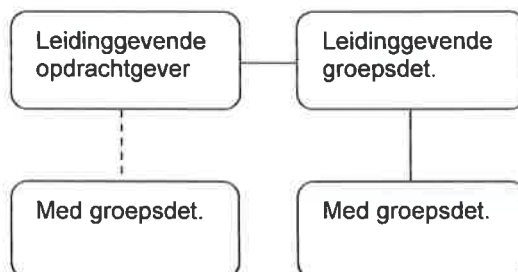 Leidinggevende
opdrachtgever
Leidinggevende
groepsdet.
Med groepsdet.
Med groepsdet.